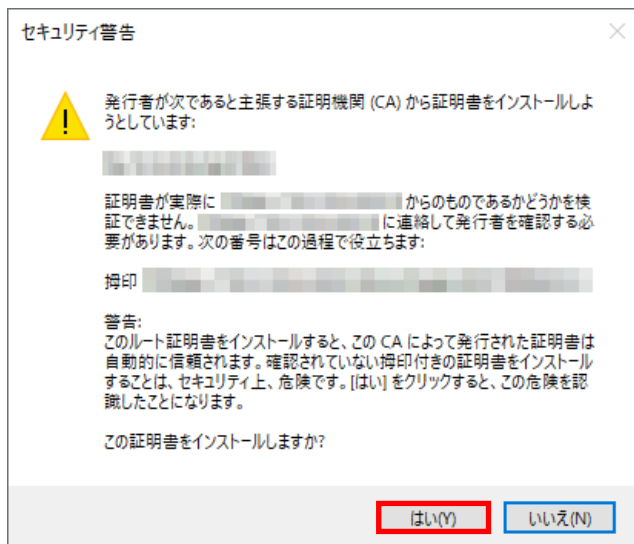 セキュリティ警告
発行者が次であると主張する証明機関 (CA) から証明書をインストールしよ
うとしています:
証明書が実際に からのものであるかどうかを検
証できません。 に連絡して発行者を確認する必
要があります。次の番号はこの過程で役立ちます:
拇印
警告:
このルート証明書をインストールすると、この CA によって発行された証明書は
自動的に信頼されます。確認されていない拇印付きの証明書をインストール
することは、セキュリティ上、危険です。[はい] をクリックすると、この危険を認
識したことになります。
この証明書をインストールしますか?
はい(Y) いいえ(N)